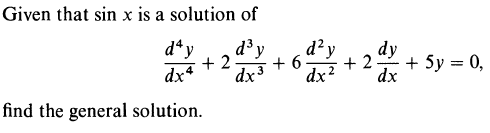 Given that sin x is a solution of
d⁴y/dx⁴ + 2 d³y/dx³ + 6 d²y/dx² + 2 dy/dx + 5y = 0,
find the general solution.